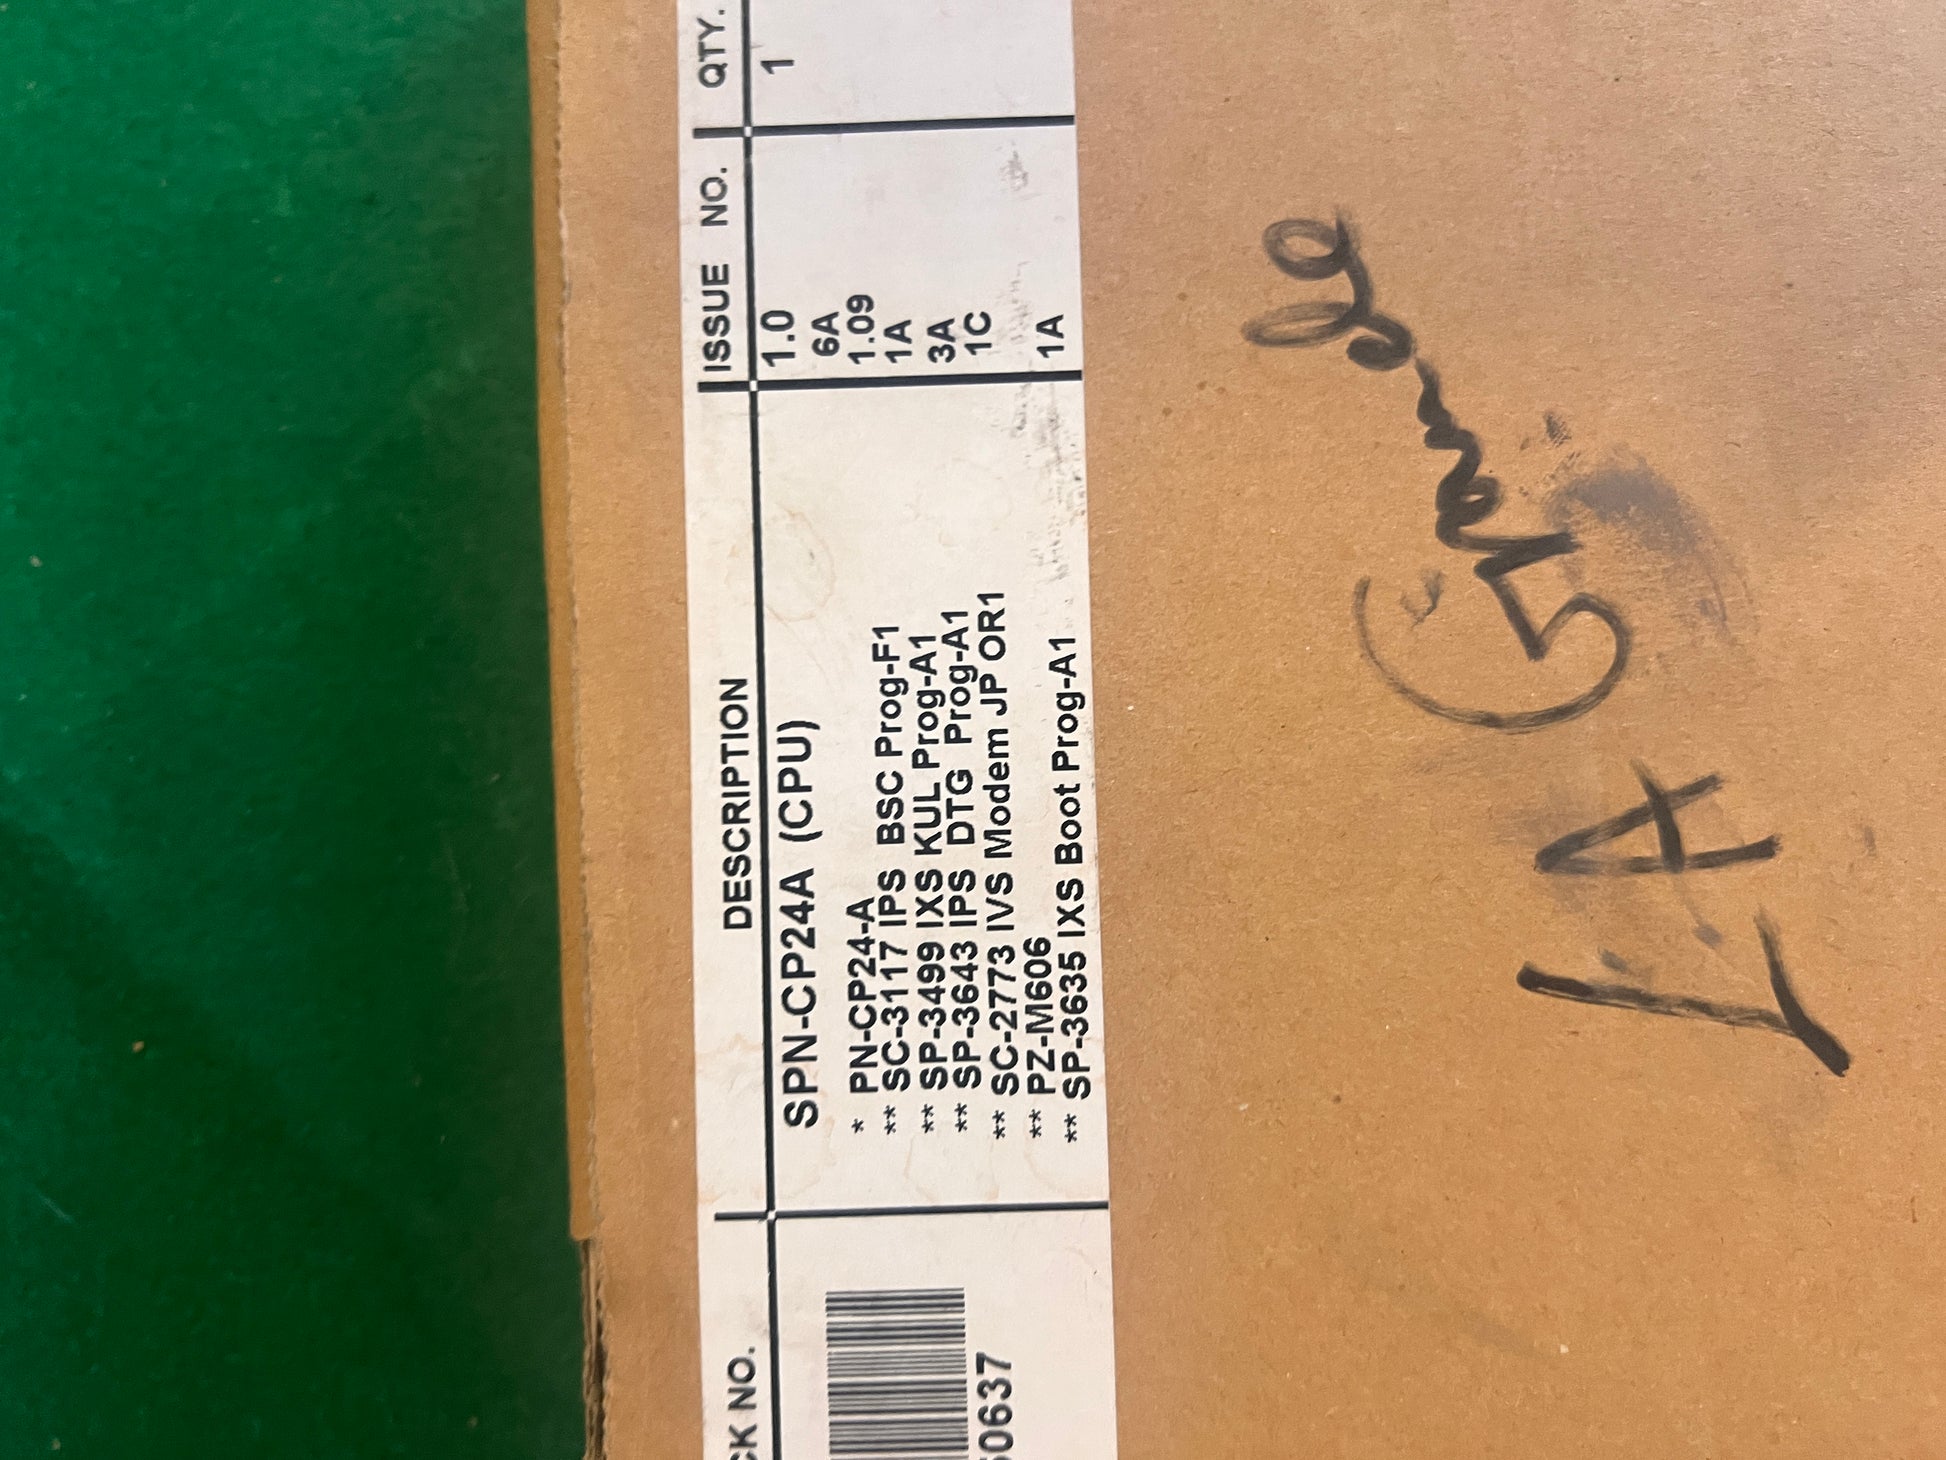 CK NO. DESCRIPTION ISSUE NO. QTY.
SPN-CP24A (CPU) 1.0 1
* PN-CP24-A 6A
** SC-3117 IPS BSC Prog-F1 1.09
** SP-3499 IXS KUL Prog-A1 1A
** SP-3643 IPS DTG Prog-A1 3A
** SC-2773 IVS Modem JP OR1 1C
** PZ-M606
** SP-3635 IXS Boot Prog-A1 1A
0637
LA Grande